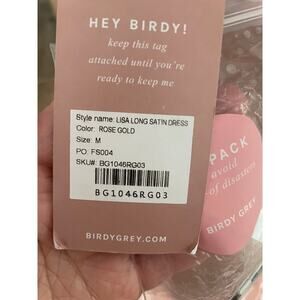 HEY BIRDY!
keep this tag
attached until you're
ready to keep me
Style name: LISA LONG SATIN DRESS
Color: ROSE GOLD
Size: M
PO: FS004
SKU#: BG1046RG03
BG1046RG03
BIRDYGREY.COM
PACK
avoid
of disasters
BIRDY GREY